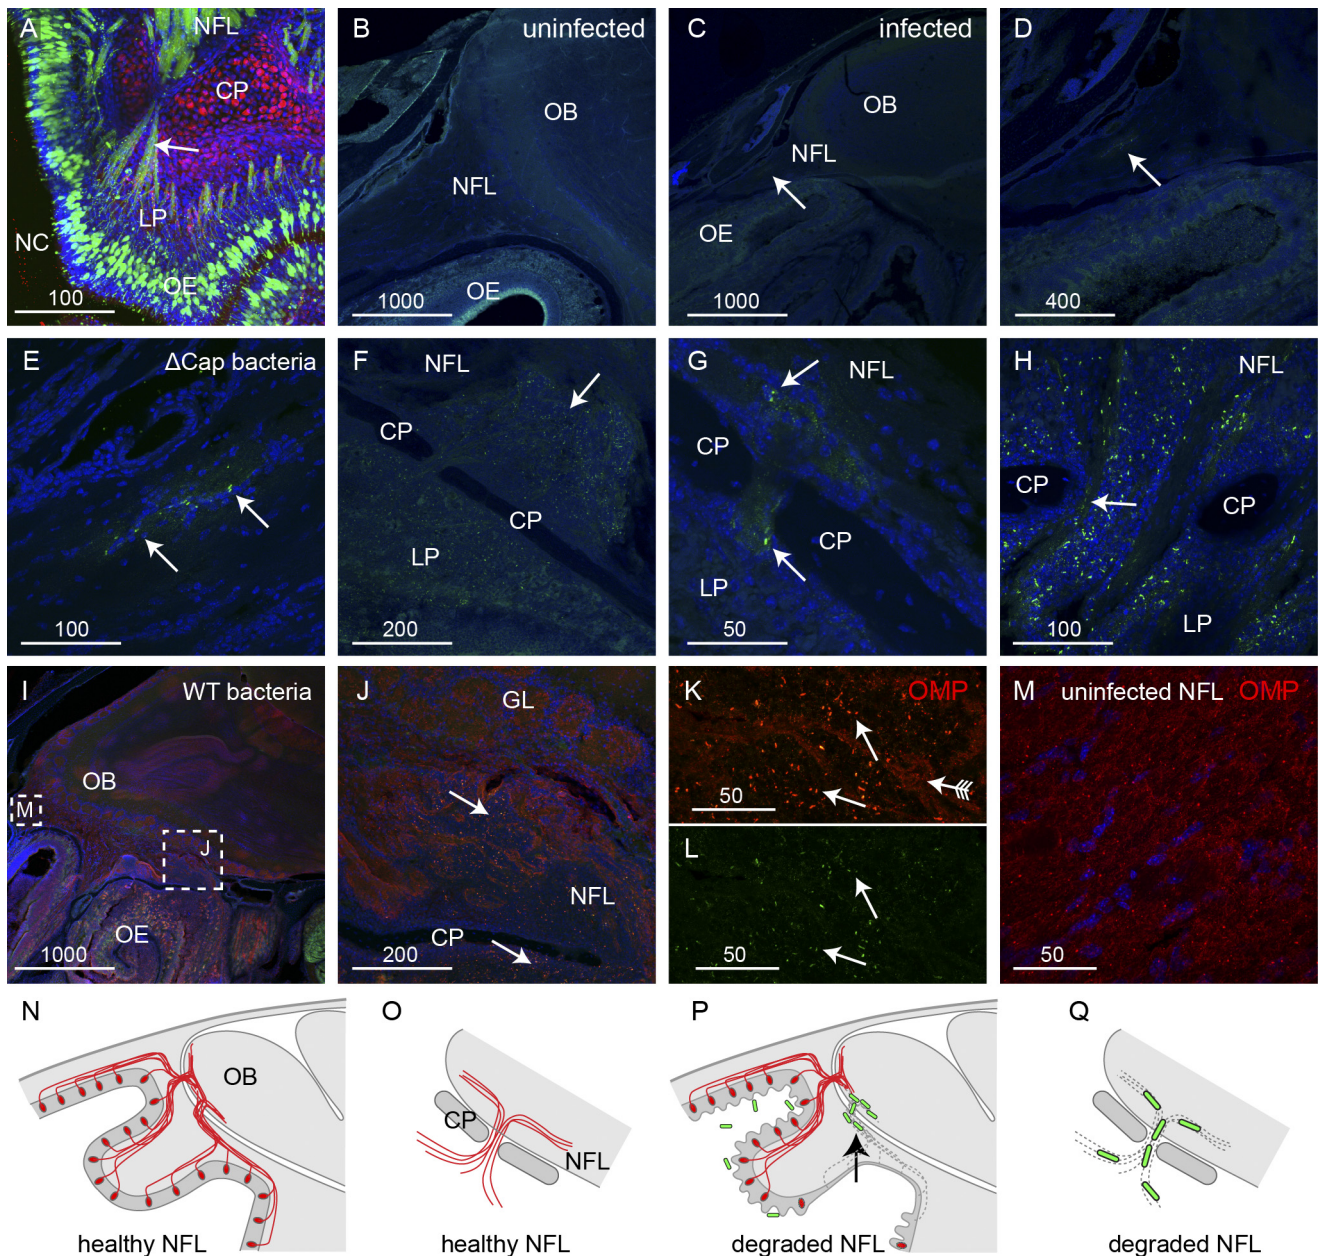 A
NFL
CP
LP
NC
OE
100
B
uninfected
OB
NFL
OE
1000
C
infected
OB
NFL
OE
1000
D
400
E
ΔCap bacteria
100
F
NFL
CP
CP
LP
200
G
NFL
CP
CP
LP
50
H
NFL
CP
CP
LP
100
I
WT bacteria
OB
M
J
OE
1000
J
GL
NFL
CP
200
K
OMP
50
L
50
M
uninfected NFL OMP
50
N
OB
healthy NFL
O
CP
NFL
healthy NFL
P
degraded NFL
Q
degraded NFL